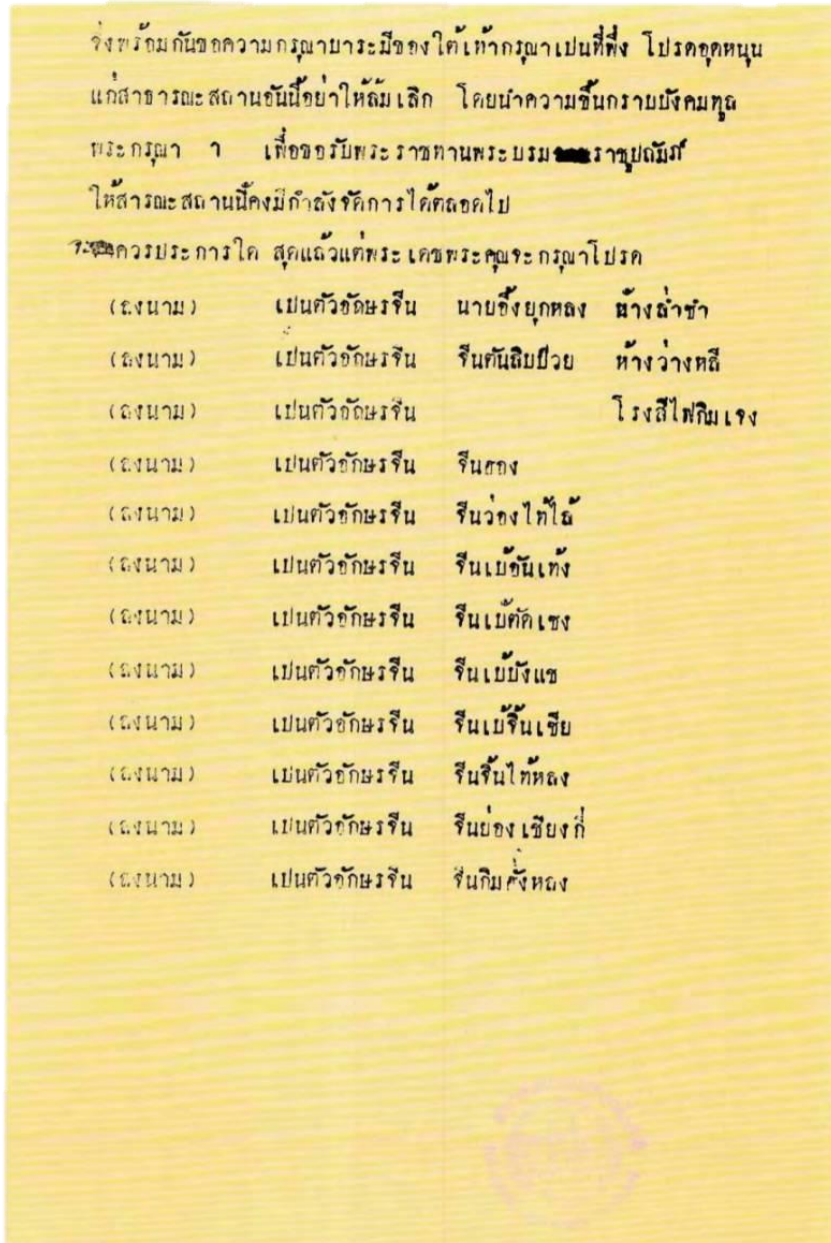 จึงพร้อมกันขอความกรุณาบาระมีของใต้เท้ากรุณาเปนที่พึ่ง โปรดอุดหนุน
แก่สาธารณะสถานอันนี้อย่าให้ล้มเลิก โดยนำความขึ้นกราบบังคมทูล
พระกรุณา ฯ เพื่อขอรับพระราชทานพระบรมราชูปถัมภ์
ให้สารณะสถานนี้คงมีกำลังจัดการได้ตลอดไป
ควรประการใด สุดแล้วแต่พระเดชพระคุณจะกรุณาโปรด
(ลงนาม) เปนตัวอักษรจีน นายอึ้งยุกหลง ห้างล่ำซำ
(ลงนาม) เปนตัวอักษรจีน จีนตันลิบบ๊วย ห้างว่างหลี
(ลงนาม) เปนตัวอักษรจีน โรงสีไฟกิมเจง
(ลงนาม) เปนตัวอักษรจีน จีนฮอง
(ลงนาม) เปนตัวอักษรจีน จีนว่องไท้ไล้
(ลงนาม) เปนตัวอักษรจีน จีนเบ้อันเท้ง
(ลงนาม) เปนตัวอักษรจีน จีนเบ้ตัดเซง
(ลงนาม) เปนตัวอักษรจีน จีนเบ้บังแซ
(ลงนาม) เปนตัวอักษรจีน จีนเบ้จิ้นเซีย
(ลงนาม) เปนตัวอักษรจีน จีนจิ้นไท้หลง
(ลงนาม) เปนตัวอักษรจีน จีนย่องเชียงกี่
(ลงนาม) เปนตัวอักษรจีน จีนกิมตั้งหลง